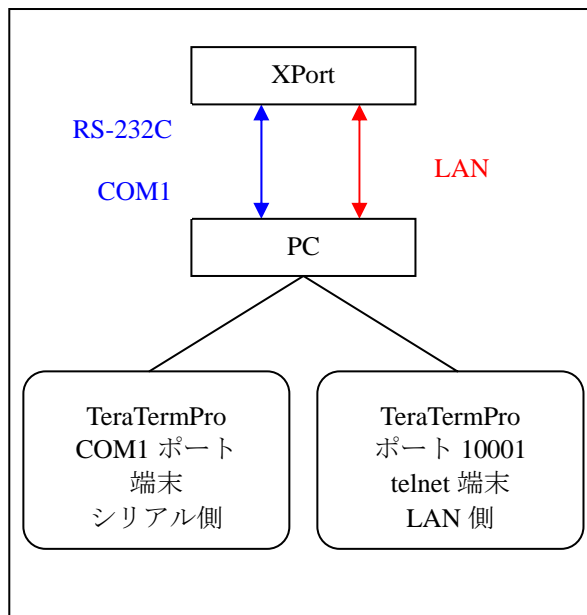 XPort
RS-232C
COM1
LAN
PC
TeraTermPro
COM1 ポート
端末
シリアル側
TeraTermPro
ポート 10001
telnet 端末
LAN 側